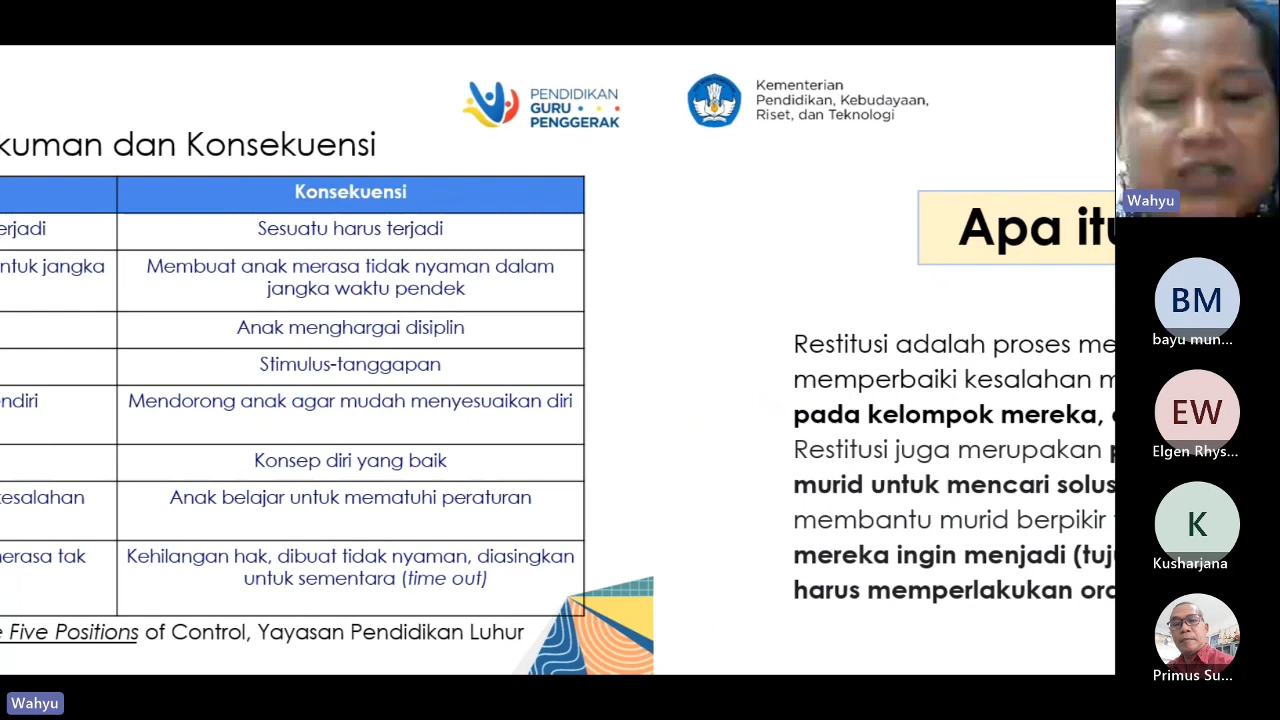 PENDIDIKAN
GURU
PENGGERAK
Kementerian
Pendidikan, Kebudayaan,
Riset, dan Teknologi
kuman dan Konsekuensi
Konsekuensi
erjadi
Sesuatu harus terjadi
ntuk jangka
Membuat anak merasa tidak nyaman dalam
jangka waktu pendek
Anak menghargai disiplin
Stimulus-tanggapan
ndiri
Mendorong anak agar mudah menyesuaikan diri
Konsep diri yang baik
kesalahan
Anak belajar untuk mematuhi peraturan
merasa tak
Kehilangan hak, dibuat tidak nyaman, diasingkan
untuk sementara (time out)
e Five Positions of Control, Yayasan Pendidikan Luhur
Apa itu
Restitusi adalah proses me
memperbaiki kesalahan m
pada kelompok mereka,
Restitusi juga merupakan p
murid untuk mencari solus
membantu murid berpikir
mereka ingin menjadi (tuju
harus memperlakukan ora
Wahyu
BM
bayu mun...
EW
Elgen Rhys...
K
Kusharjana
Primus Su...
Wahyu